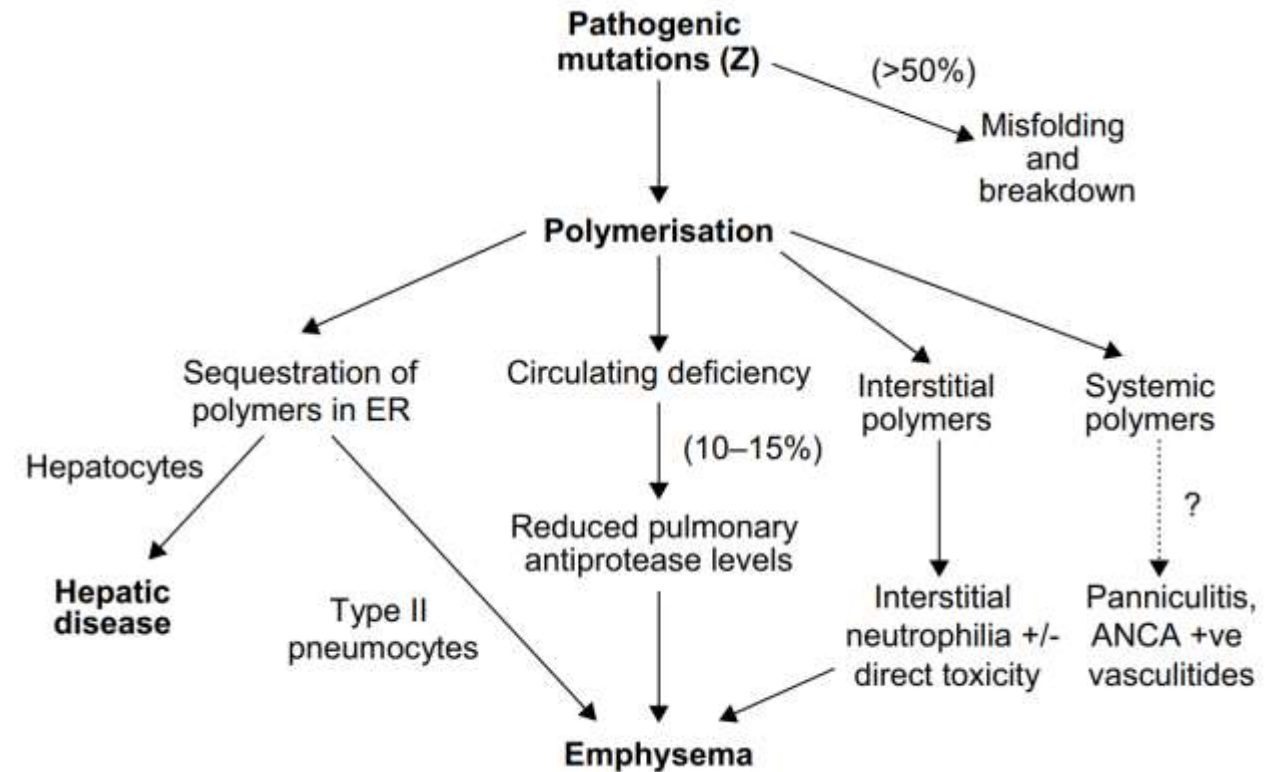 Pathogenic
mutations (Z)
(>50%)
Misfolding
and
breakdown
Polymerisation
Sequestration of
polymers in ER
Circulating deficiency
Interstitial
polymers
Systemic
polymers
Hepatocytes
(10–15%)
?
Reduced pulmonary
antiprotease levels
Hepatic
disease
Type II
pneumocytes
Interstitial
neutrophilia +/-
direct toxicity
Panniculitis,
ANCA +ve
vasculitides
Emphysema